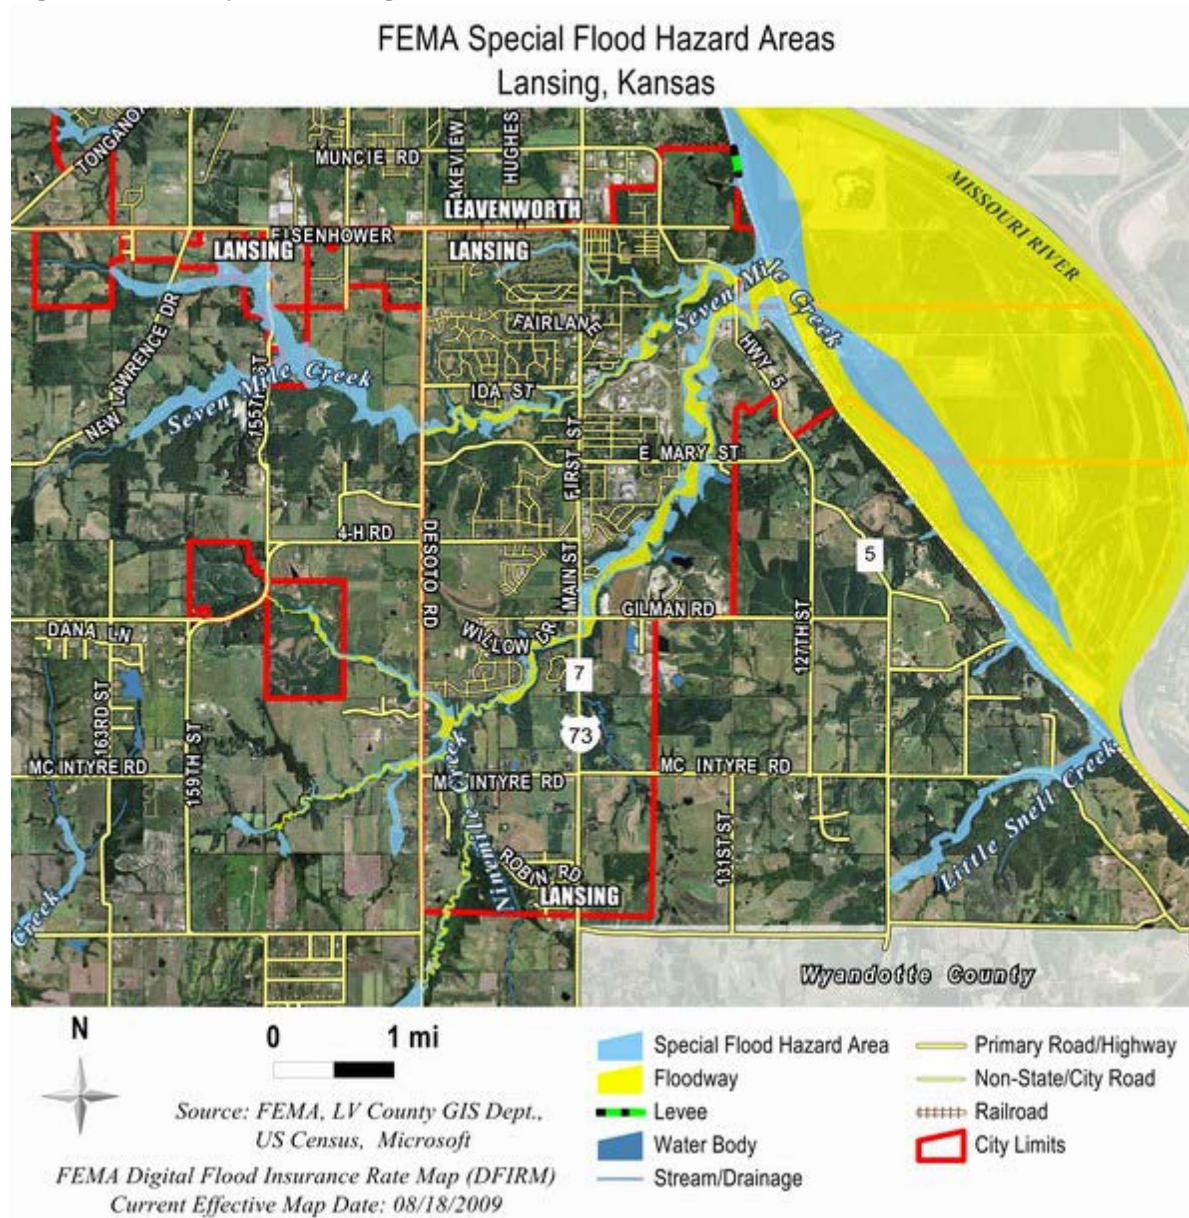 FEMA Special Flood Hazard Areas
Lansing, Kansas
MUNCIE RD
HUGHES
MISSOURI RIVER
LEAVENWORTH
EISENHOWER
LANSING
LANSING
NEW LAWRENCE DR
FAIRLANE
Seven Mile Creek
HWY 5
Seven Mile Creek
IDA ST
E MARY ST
FIRST ST
4-H RD
DESOTO RD
MAIN ST
5
GILMAN RD
DANA LN
WILLOW DR
127TH ST
7
163RD ST
159TH ST
73
MC INTYRE RD
MC INTYRE RD
MC INTYRE RD
Ninemile Creek
131ST ST
Little Snell Creek
ROBIN RD
LANSING
Creek
Wyandotte County
N
0 1 mi
Source: FEMA, LV County GIS Dept.,
US Census, Microsoft
FEMA Digital Flood Insurance Rate Map (DFIRM)
Current Effective Map Date: 08/18/2009
Special Flood Hazard Area
Floodway
Levee
Water Body
Stream/Drainage
Primary Road/Highway
Non-State/City Road
Railroad
City Limits